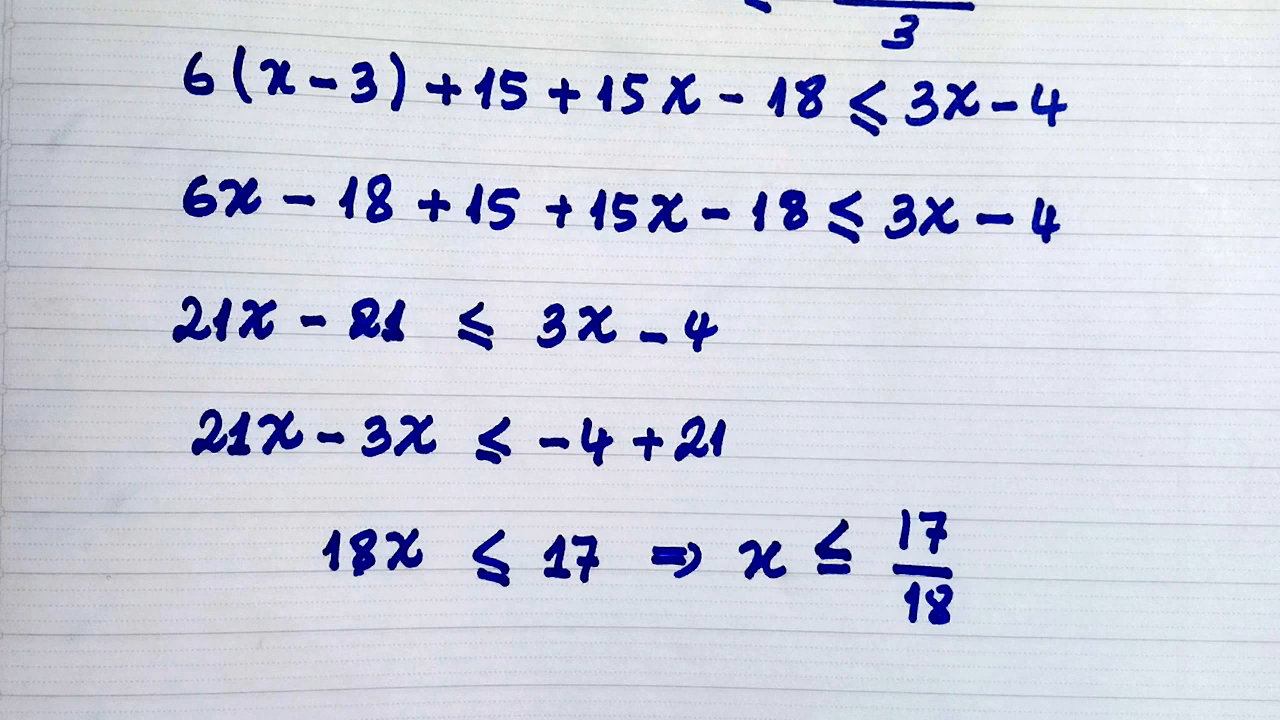 3
6(x-3)+15+15x-18≤3x-4
6x-18+15+15x-18≤3x-4
21x-21 ≤ 3x-4
21x-3x ≤ -4+21
18x ≤ 17 ⇒ x ≤ 17/18